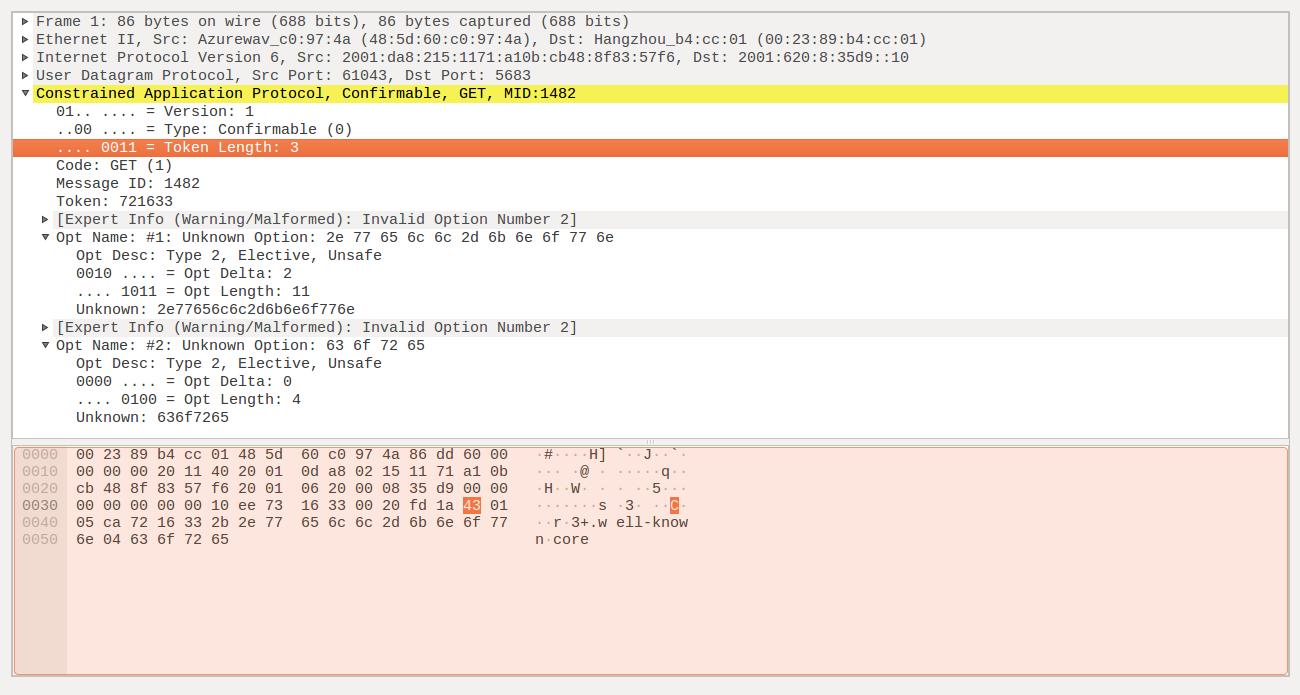 Frame 1: 86 bytes on wire (688 bits), 86 bytes captured (688 bits)
Ethernet II, Src: Azurewav_c0:97:4a (48:5d:60:c0:97:4a), Dst: Hangzhou_b4:cc:01 (00:23:89:b4:cc:01)
Internet Protocol Version 6, Src: 2001:da8:215:1171:a10b:cb48:8f83:57f6, Dst: 2001:620:8:35d9::10
User Datagram Protocol, Src Port: 61043, Dst Port: 5683
Constrained Application Protocol, Confirmable, GET, MID:1482
01.. .... = Version: 1
..00 .... = Type: Confirmable (0)
.... 0011 = Token Length: 3
Code: GET (1)
Message ID: 1482
Token: 721633
[Expert Info (Warning/Malformed): Invalid Option Number 2]
Opt Name: #1: Unknown Option: 2e 77 65 6c 6c 2d 6b 6e 6f 77 6e
Opt Desc: Type 2, Elective, Unsafe
0010 .... = Opt Delta: 2
.... 1011 = Opt Length: 11
Unknown: 2e77656c6c2d6b6e6f776e
[Expert Info (Warning/Malformed): Invalid Option Number 2]
Opt Name: #2: Unknown Option: 63 6f 72 65
Opt Desc: Type 2, Elective, Unsafe
0000 .... = Opt Delta: 0
.... 0100 = Opt Length: 4
Unknown: 636f7265
0000 00 23 89 b4 cc 01 48 5d 60 c0 97 4a 86 dd 60 00 ·#····H] `··J··`·
0010 00 00 00 20 11 40 20 01 0d a8 02 15 11 71 a1 0b ··· ·@ · ·····q··
0020 cb 48 8f 83 57 f6 20 01 06 20 00 08 35 d9 00 00 ·H··W· · · ··5···
0030 00 00 00 00 00 10 ee 73 16 33 00 20 fd 1a 43 01 ·······s ·3· ··C·
0040 05 ca 72 16 33 2b 2e 77 65 6c 6c 2d 6b 6e 6f 77 ··r·3+.w ell-know
0050 6e 04 63 6f 72 65 n·core